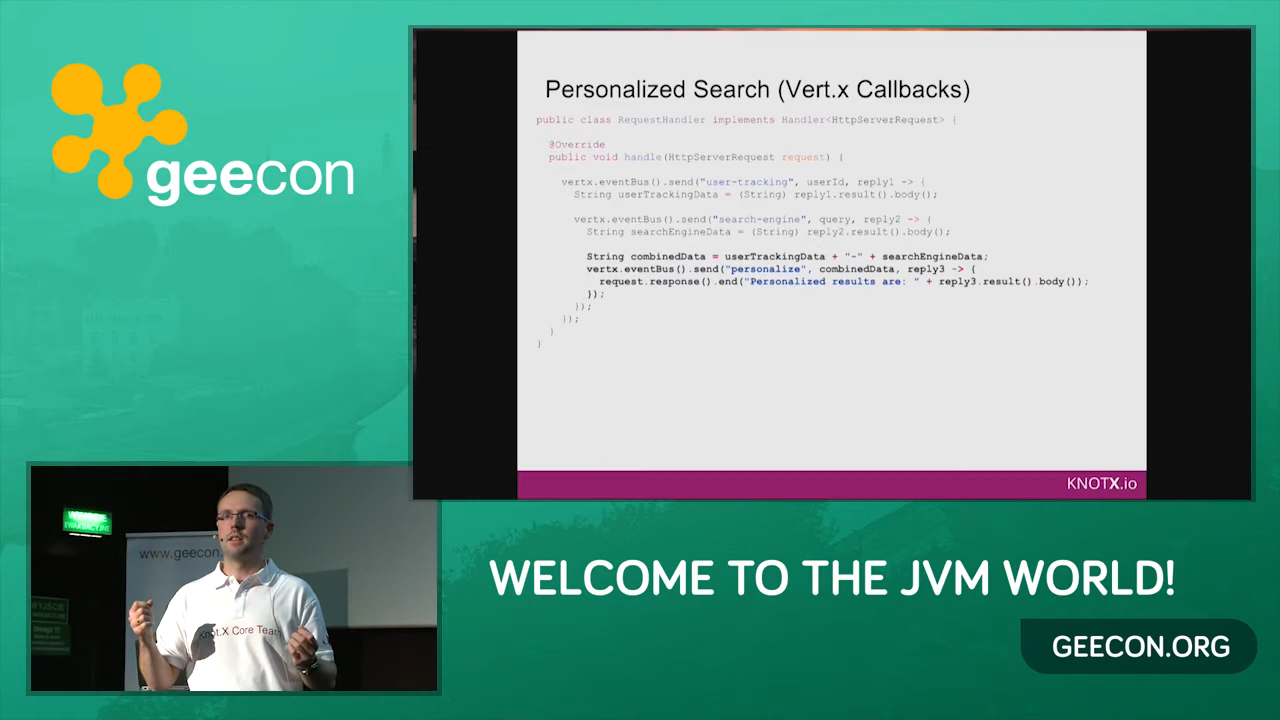 geecon
Personalized Search (Vert.x Callbacks)
public class RequestHandler implements Handler<HttpServerRequest> {
@Override
public void handle(HttpServerRequest request) {
vertx.eventBus().send("user-tracking", userId, reply1 -> {
String userTrackingData = (String) reply1.result().body();
vertx.eventBus().send("search-engine", query, reply2 -> {
String searchEngineData = (String) reply2.result().body();
String combinedData = userTrackingData + "-" + searchEngineData;
vertx.eventBus().send("personalize", combinedData, reply3 -> {
request.response().end("Personalized results are: " + reply3.result().body());
});
});
});
}
}
KNOTX.io
EWAKUACYJNE
www.geecon.
WYJŚCIE
Knot.X Core Team
WELCOME TO THE JVM WORLD!
GEECON.ORG